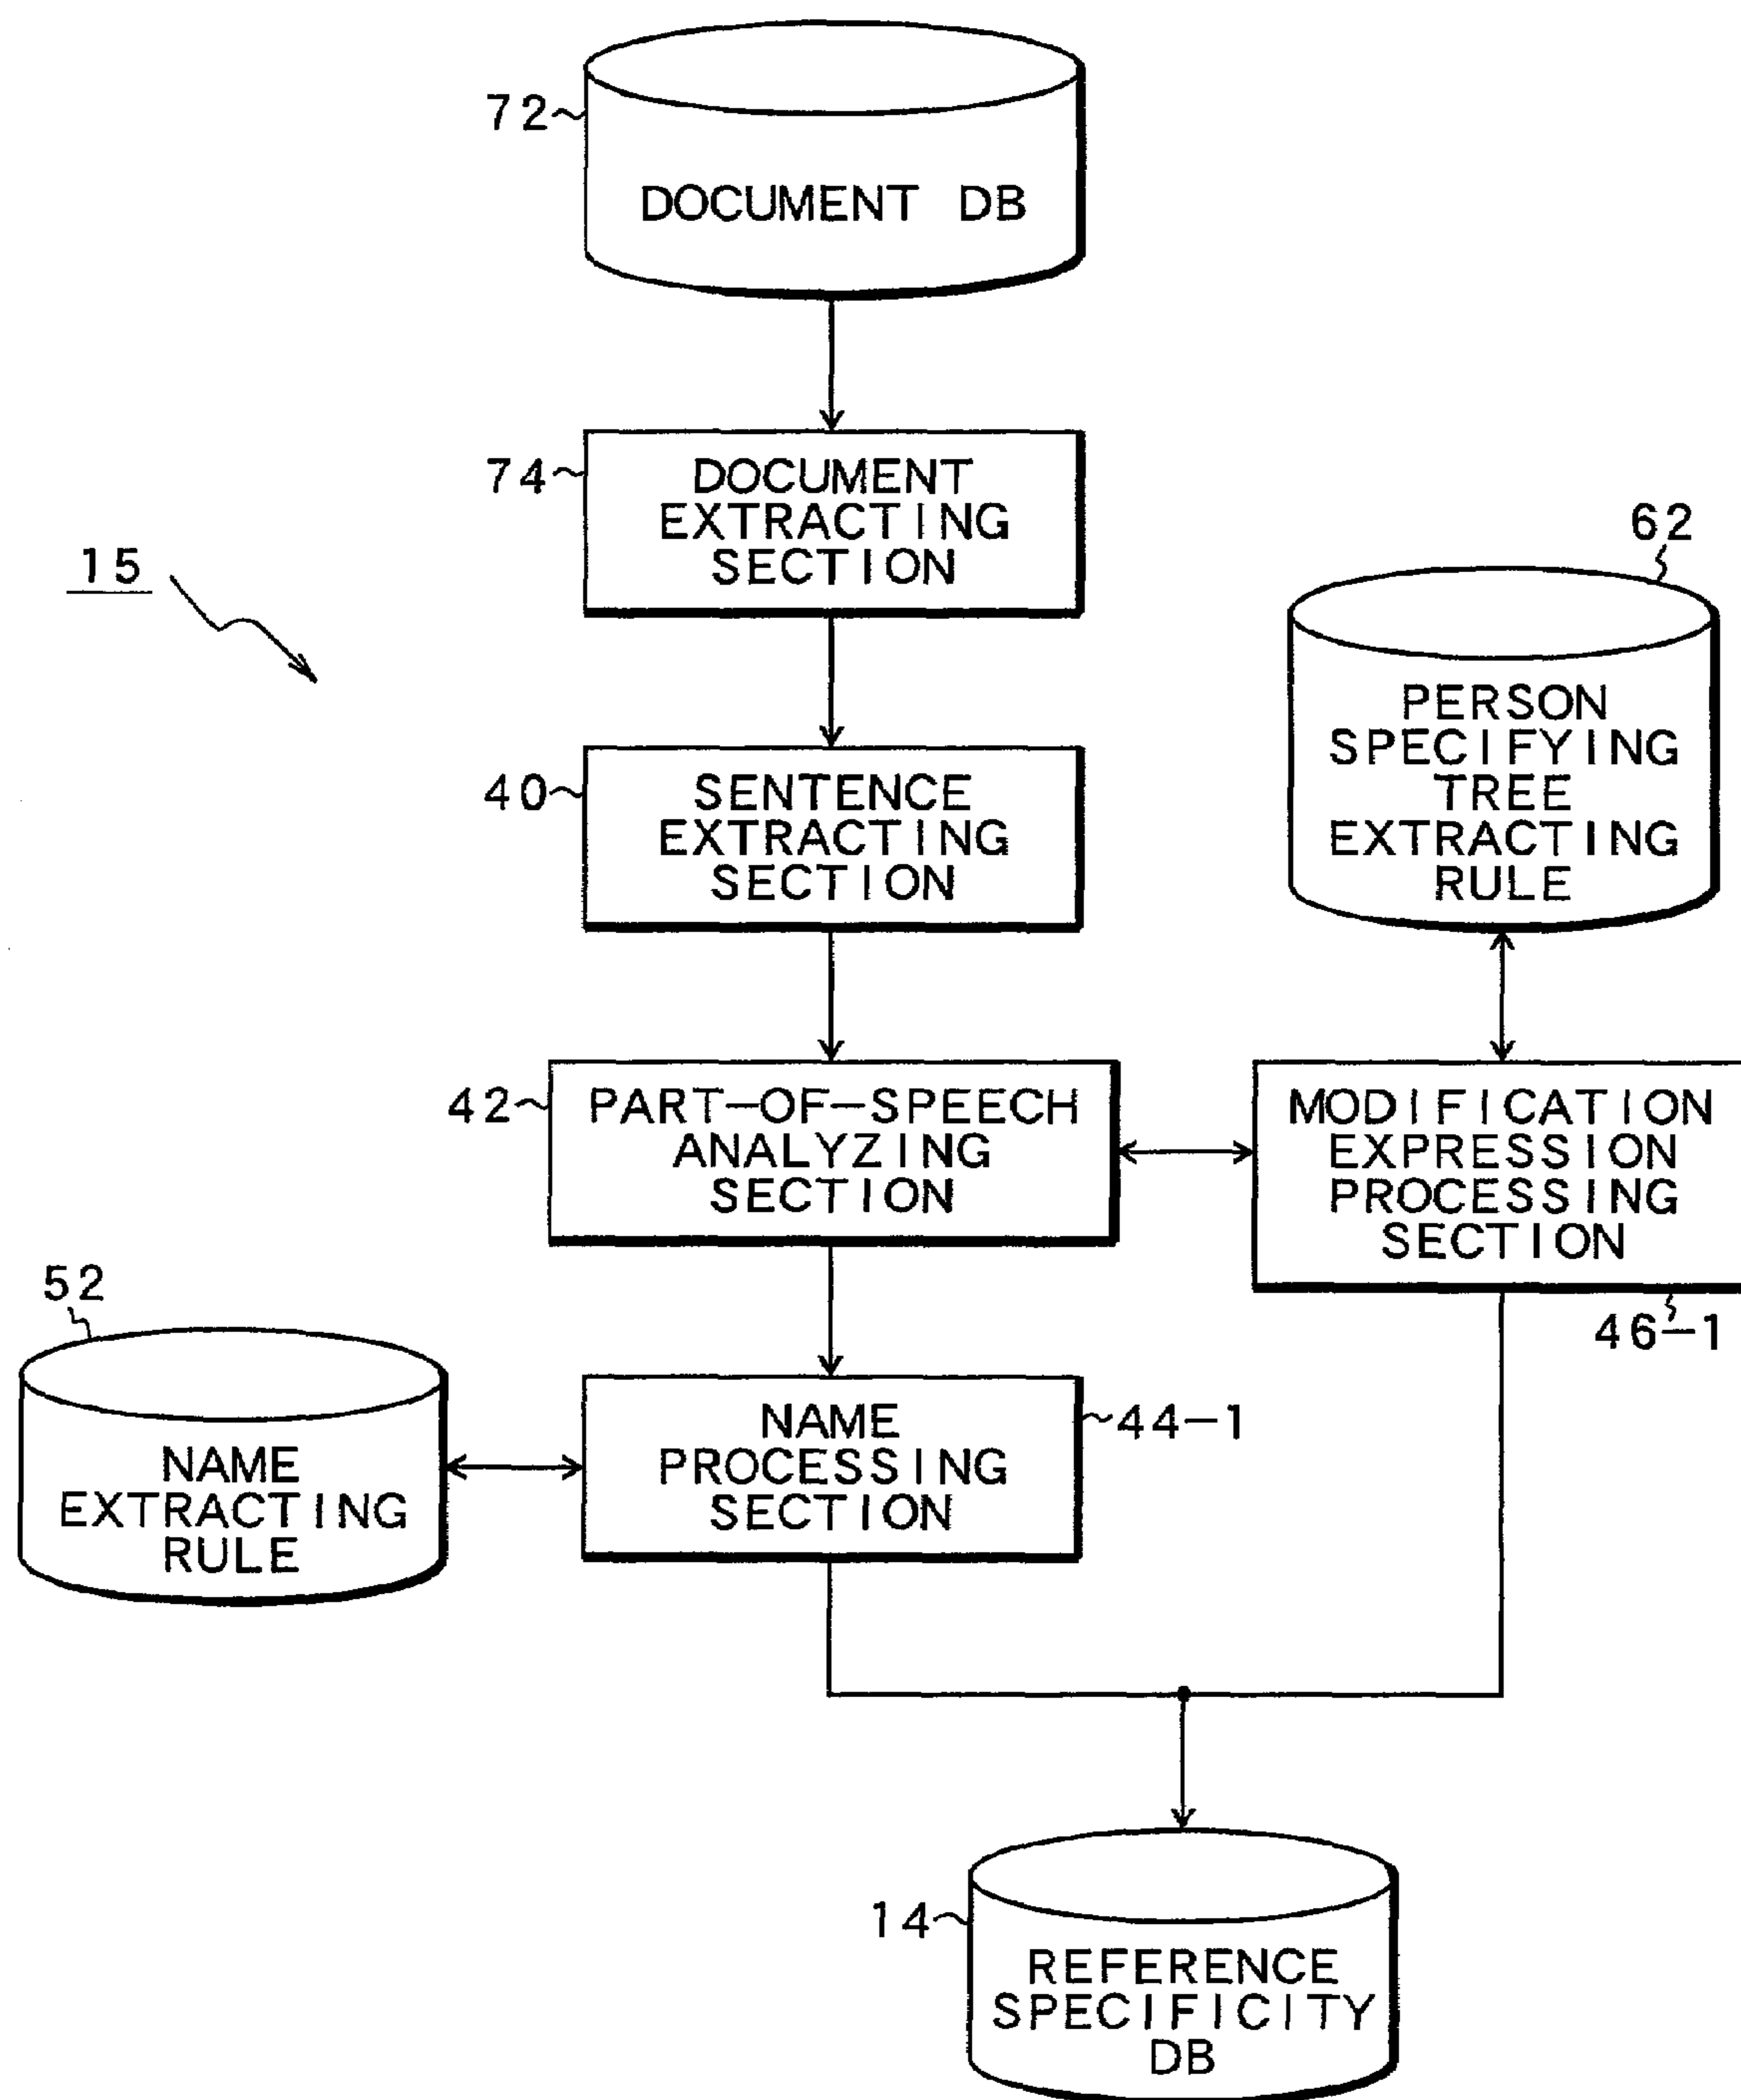 72
DOCUMENT DB
74
DOCUMENT
EXTRACTING
SECTION
15
62
PERSON
SPECIFYING
TREE
EXTRACTING
RULE
40
SENTENCE
EXTRACTING
SECTION
42
PART-OF-SPEECH
ANALYZING
SECTION
MODIFICATION
EXPRESSION
PROCESSING
SECTION
46-1
52
NAME
EXTRACTING
RULE
NAME
PROCESSING
SECTION
44-1
14
REFERENCE
SPECIFICITY
DB